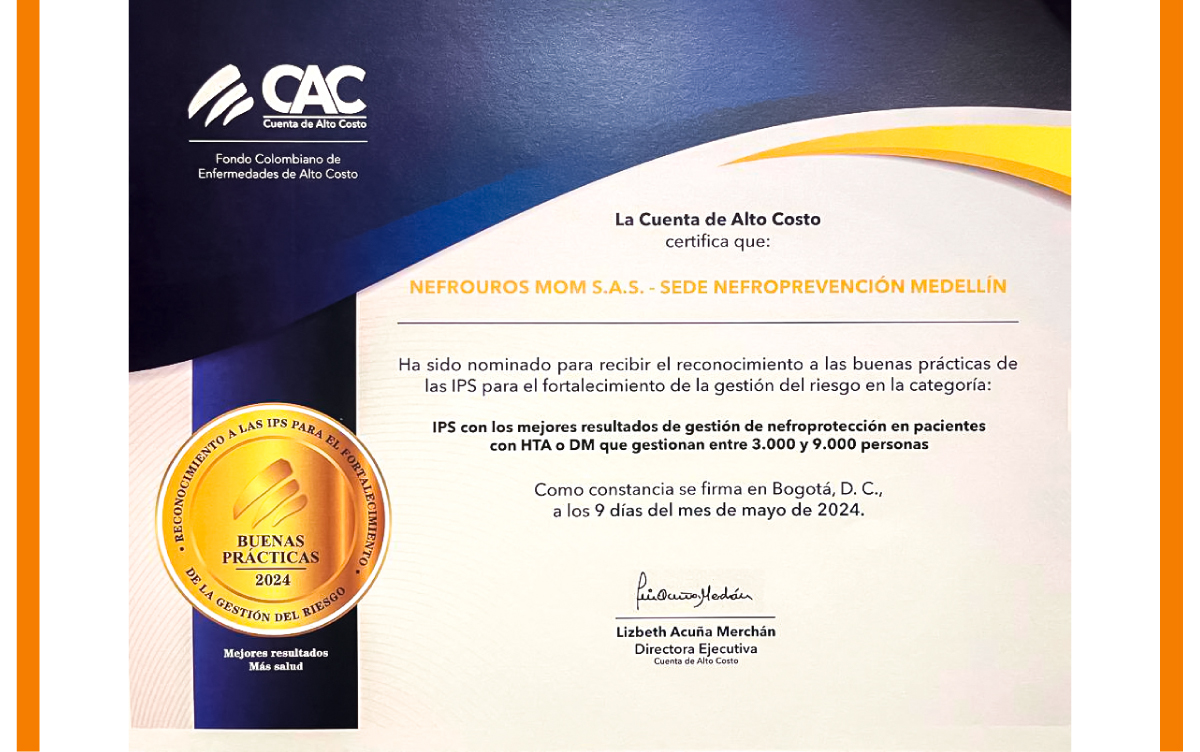 CAC
Cuenta de Alto Costo
Fondo Colombiano de
Enfermedades de Alto Costo
La Cuenta de Alto Costo
certifica que:
NEFROUROS MOM S.A.S. - SEDE NEFROPREVENCIÓN MEDELLÍN
Ha sido nominado para recibir el reconocimiento a las buenas prácticas de
las IPS para el fortalecimiento de la gestión del riesgo en la categoría:
IPS con los mejores resultados de gestión de nefroprotección en pacientes
con HTA o DM que gestionan entre 3.000 y 9.000 personas
Como constancia se firma en Bogotá, D. C.,
a los 9 días del mes de mayo de 2024.
• RECONOCIMIENTO A LAS IPS PARA EL FORTALECIMIENTO •
DE LA GESTIÓN DEL RIESGO
BUENAS
PRÁCTICAS
2024
Mejores resultados
Más salud
Lizbeth Acuña Merchán
Directora Ejecutiva
Cuenta de Alto Costo